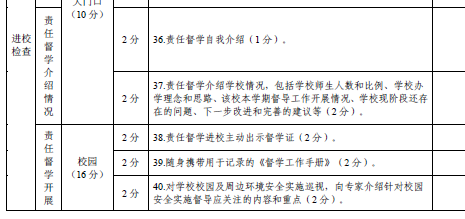 大门口
（10 分）
进校
检查
责
任
督
学
介
绍
情
况
2 分
36.责任督学自我介绍（1 分）。
2 分
37.责任督学介绍学校情况，包括学校师生人数和比例、学校办
学理念和思路、该校本学期督导工作开展情况、学校现阶段还存
在的问题、下一步改进和完善的建议等（2 分）。
责
任
督
学
开
展
校园
（16 分）
2 分
38.责任督学进校主动出示督学证（2 分）。
2 分
39.随身携带用于记录的《督学工作手册》（2 分）。
2 分
40.对学校校园及周边环境安全实施巡视，向专家介绍针对校园
安全实施督导应关注的内容和重点（2 分）。